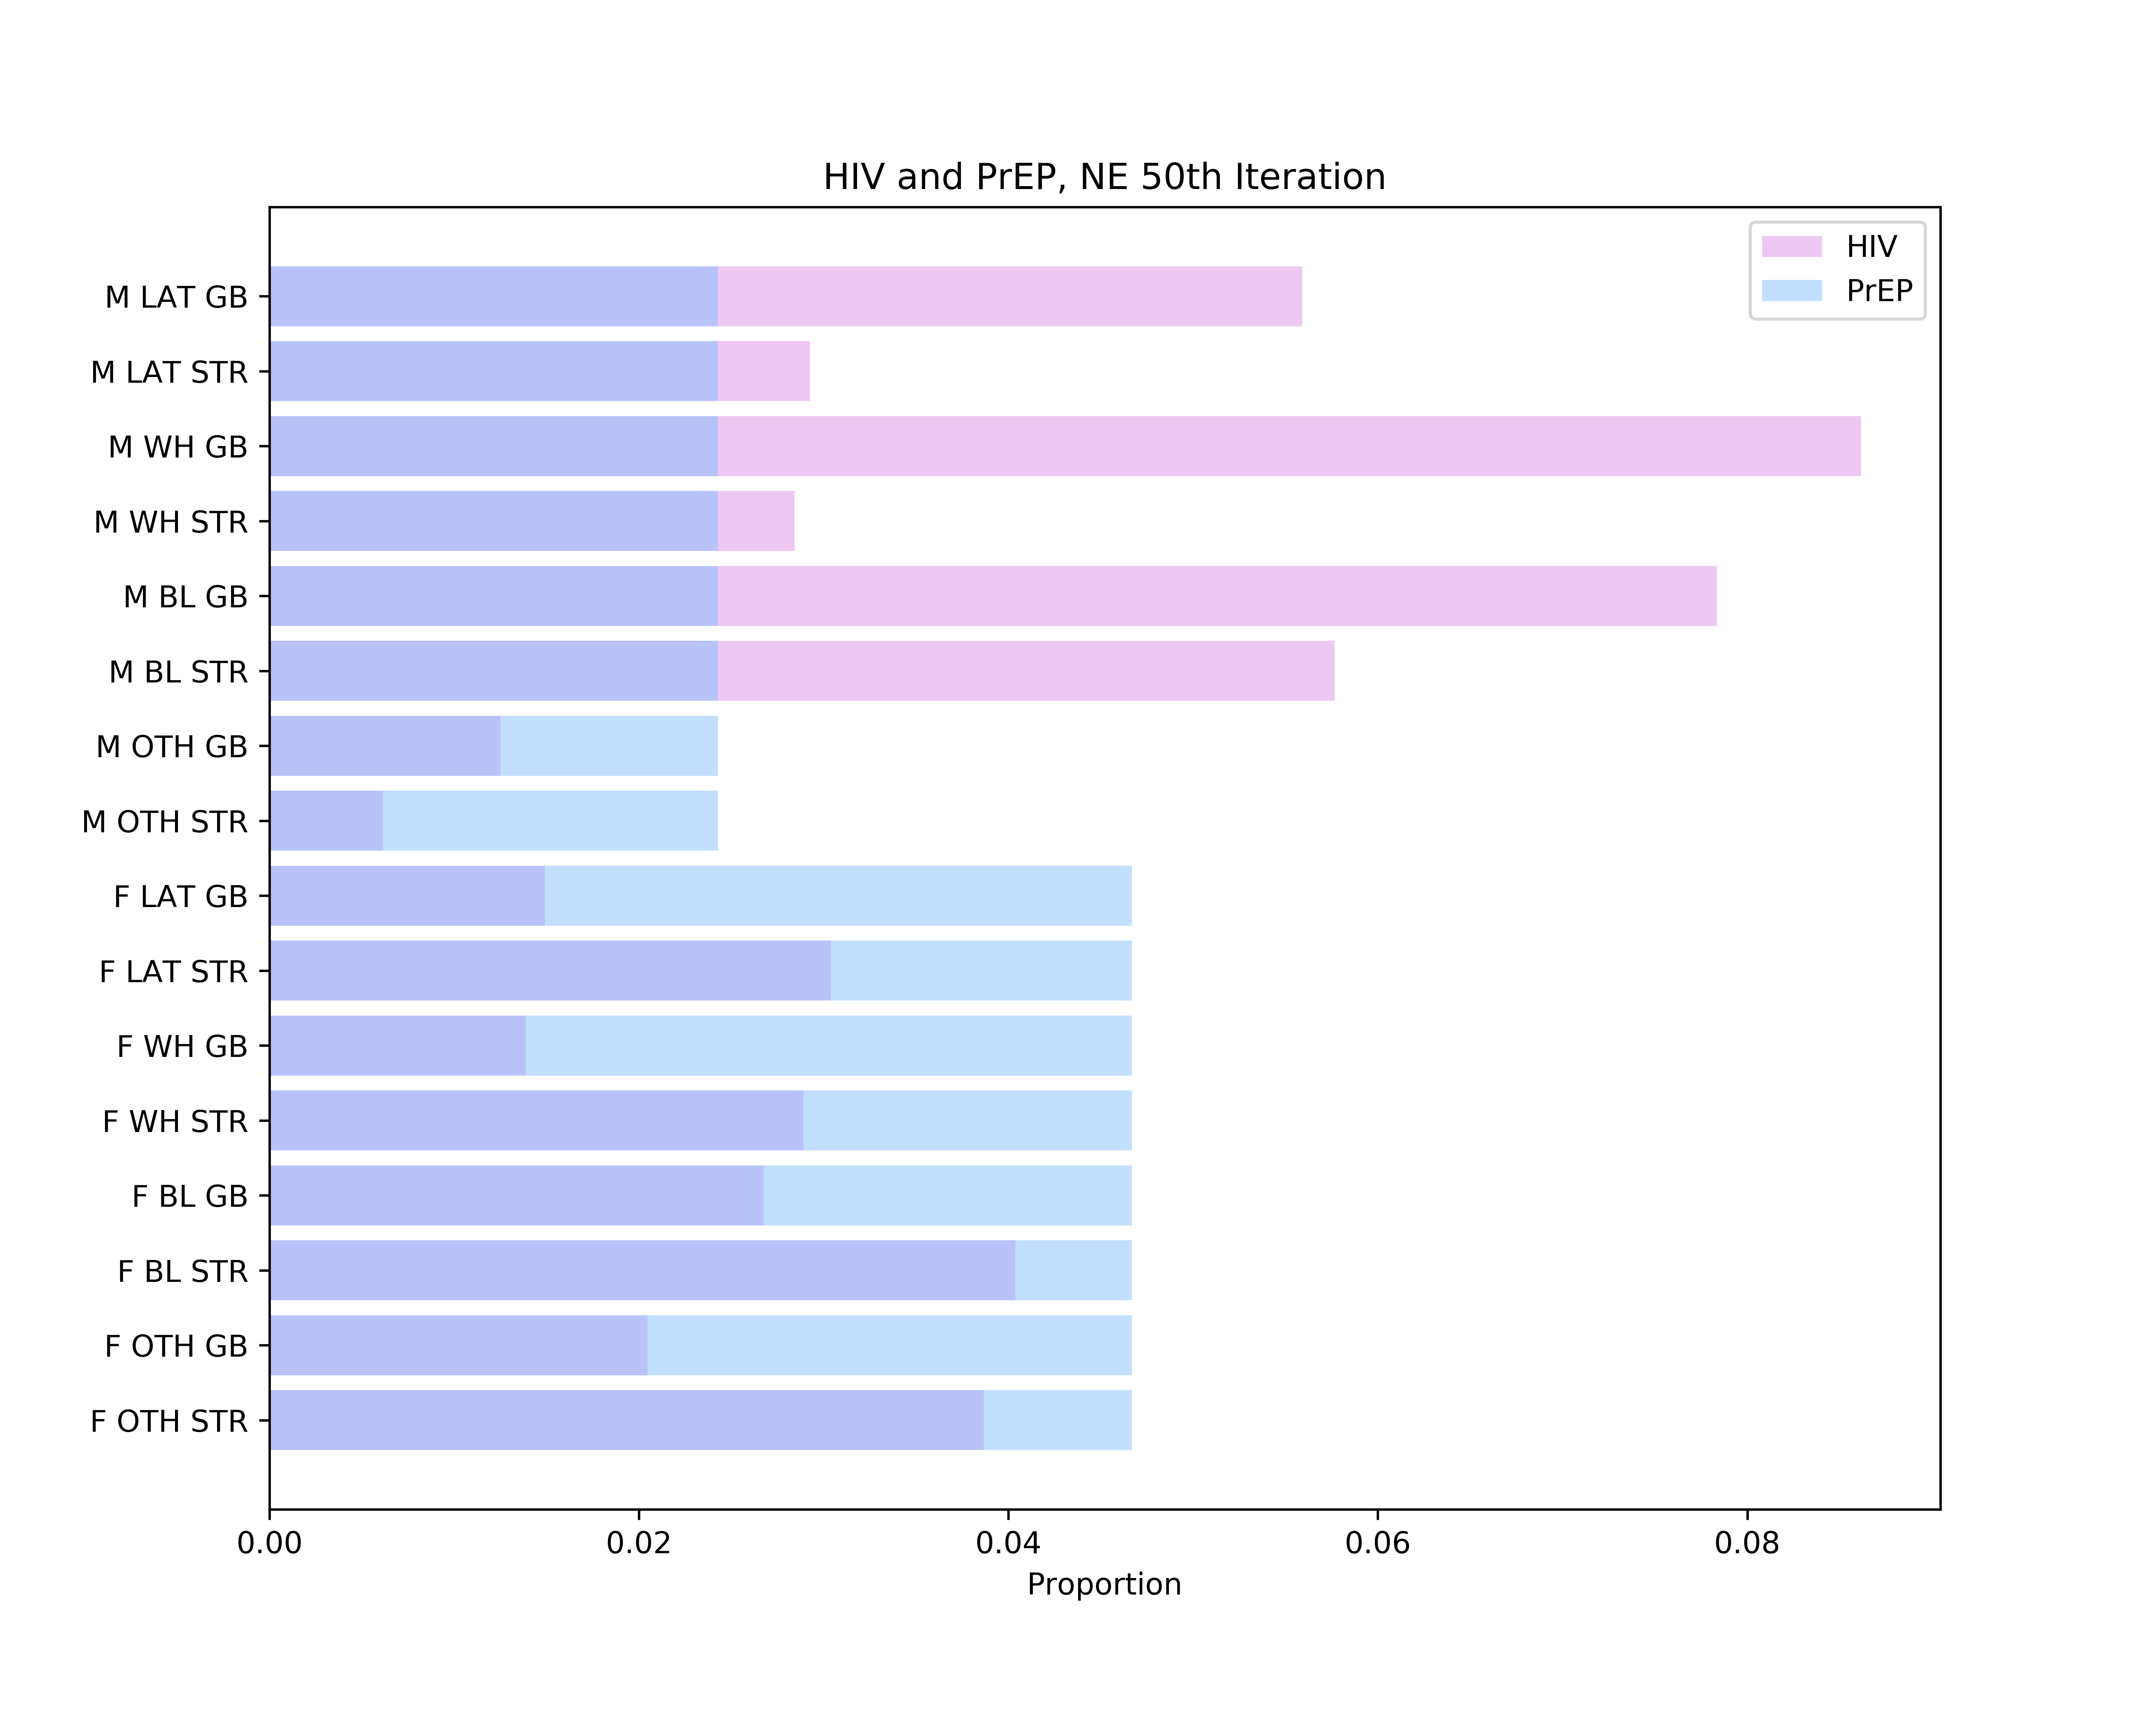 HIV and PrEP, NE 50th Iteration
HIV
PrEP
M LAT GB
M LAT STR
M WH GB
M WH STR
M BL GB
M BL STR
M OTH GB
M OTH STR
F LAT GB
F LAT STR
F WH GB
F WH STR
F BL GB
F BL STR
F OTH GB
F OTH STR
0.00 0.02 0.04 0.06 0.08
Proportion